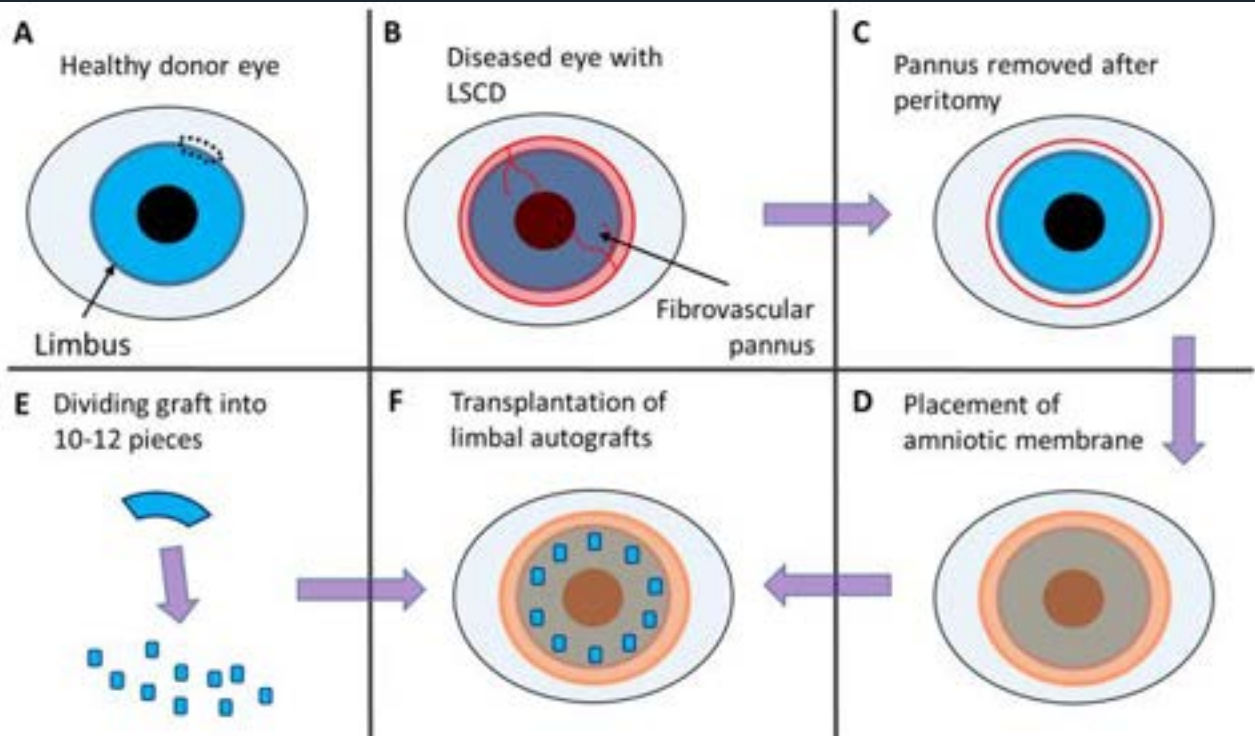 A
Healthy donor eye
Limbus
B
Diseased eye with
LSCD
Fibrovascular
pannus
C
Pannus removed after
peritomy
E
Dividing graft into
10-12 pieces
F
Transplantation of
limbal autografts
D
Placement of
amniotic membrane